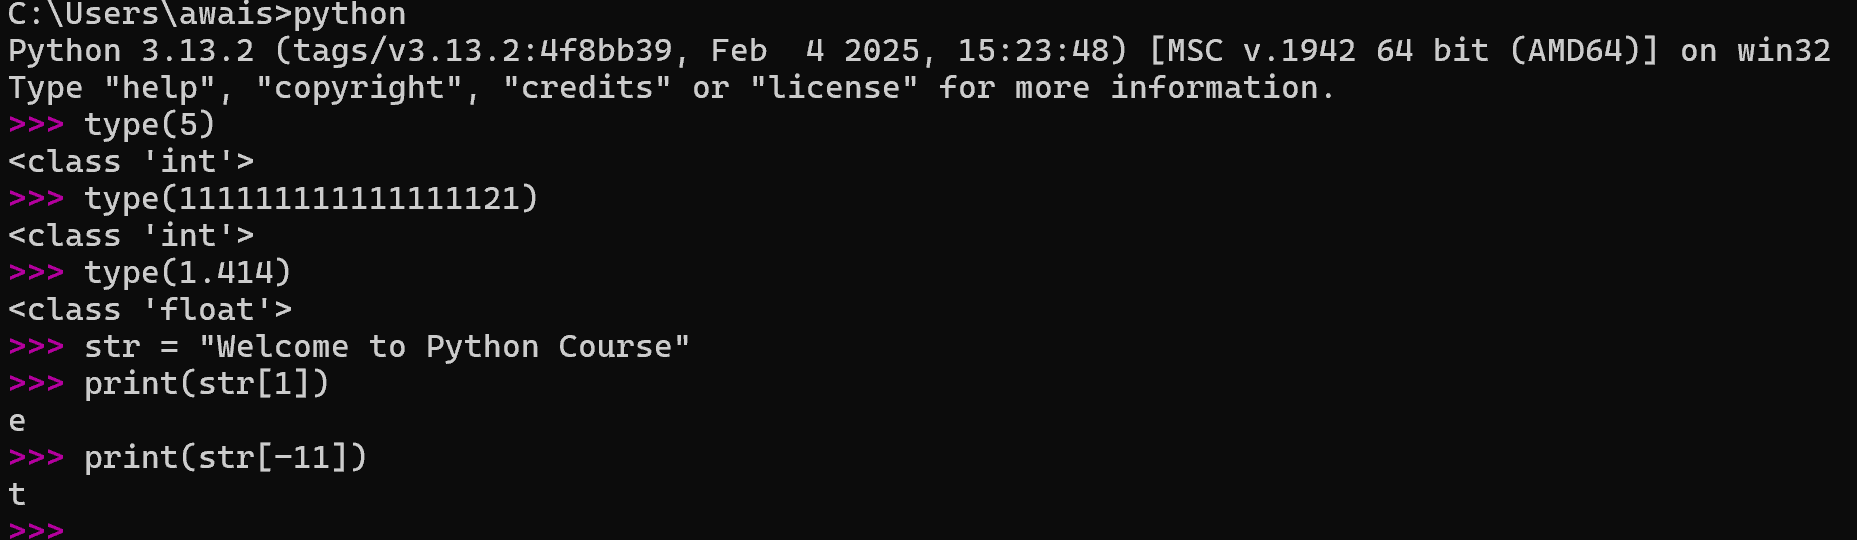 C:\Users\awais>python
Python 3.13.2 (tags/v3.13.2:4f8bb39, Feb  4 2025, 15:23:48) [MSC v.1942 64 bit (AMD64)] on win32
Type "help", "copyright", "credits" or "license" for more information.
>>> type(5)
<class 'int'>
>>> type(111111111111111121)
<class 'int'>
>>> type(1.414)
<class 'float'>
>>> str = "Welcome to Python Course"
>>> print(str[1])
e
>>> print(str[-11])
t
>>>